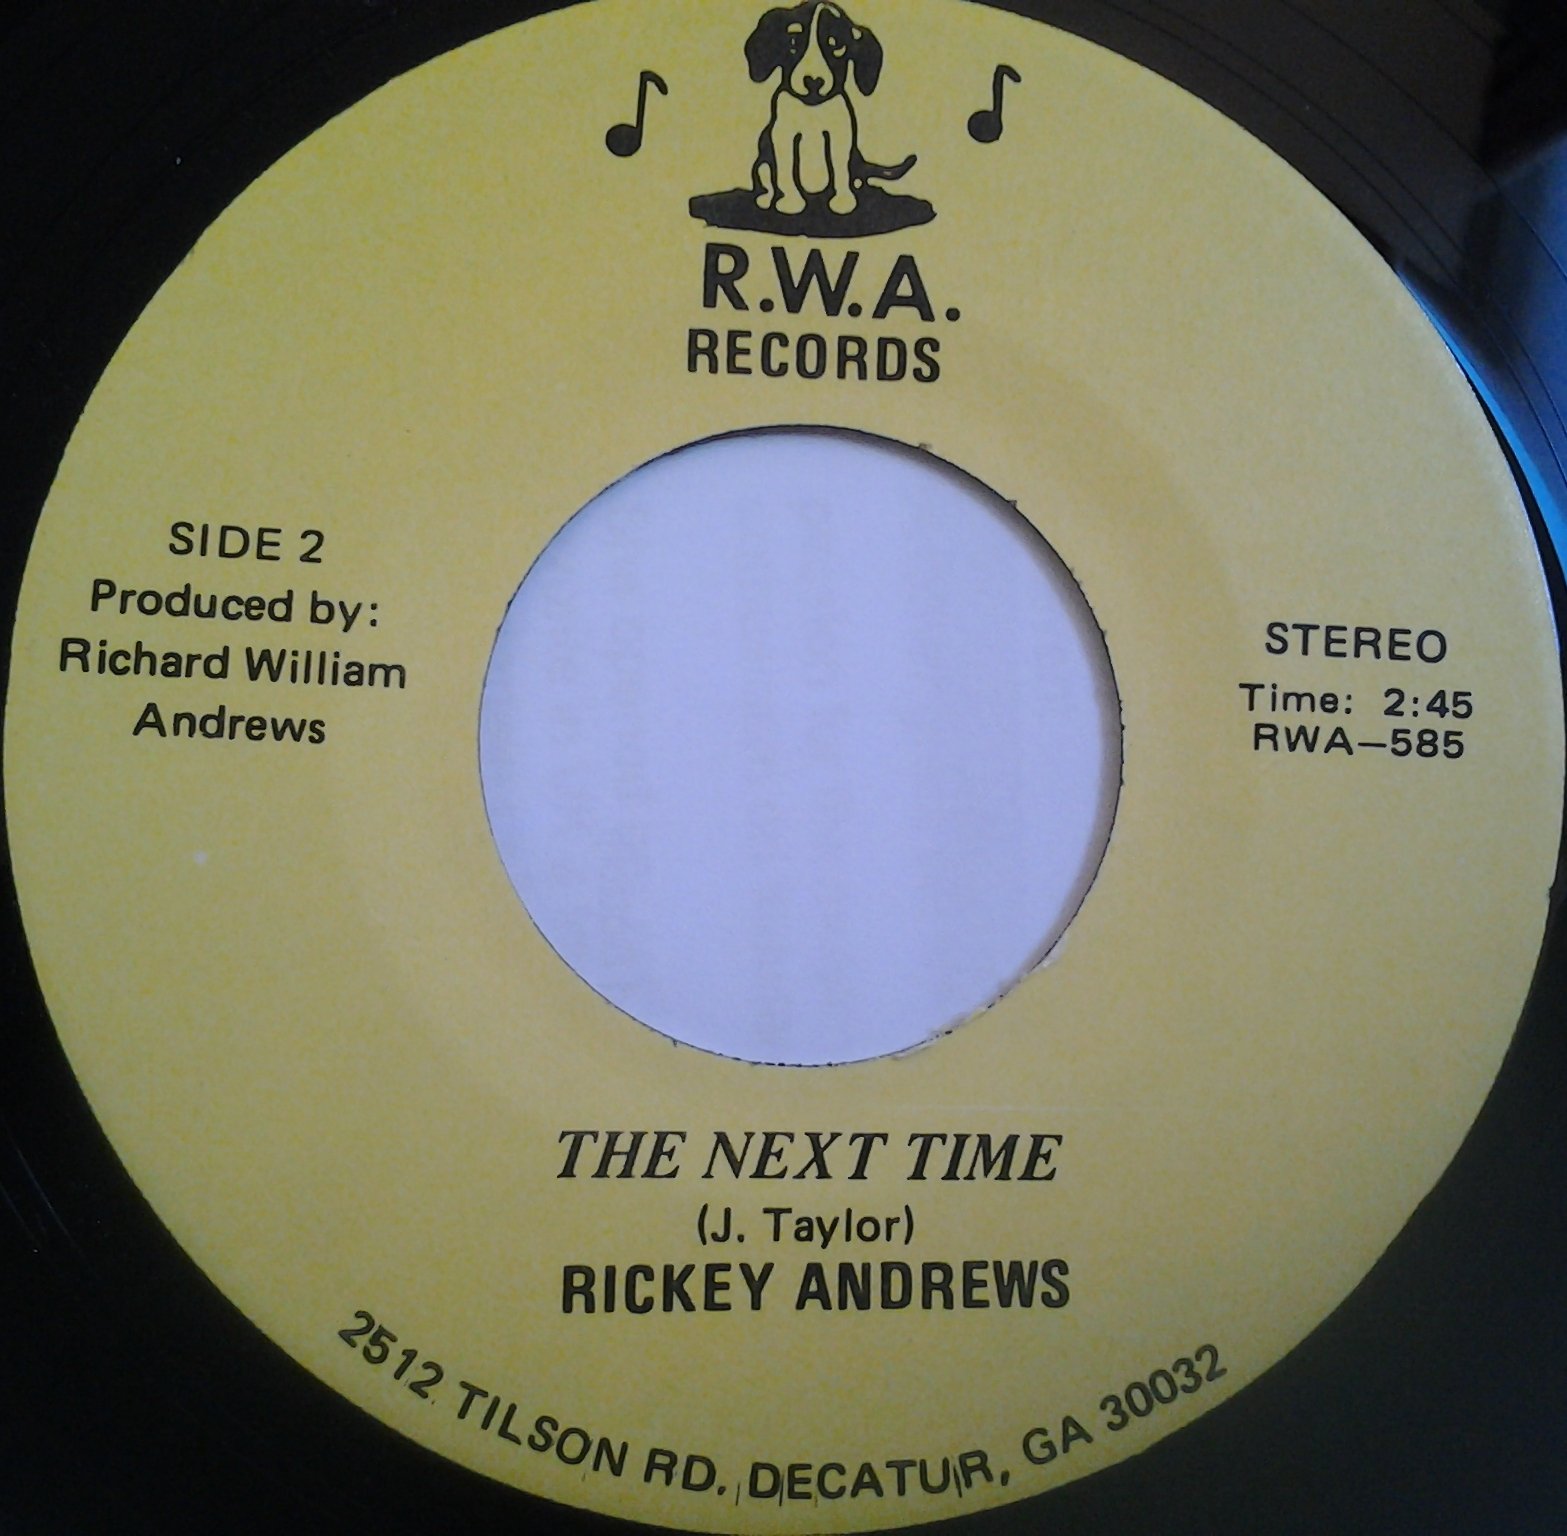 R.W.A.
RECORDS
SIDE 2
Produced by:
Richard William
Andrews
STEREO
Time: 2:45
RWA—585
THE NEXT TIME
(J. Taylor)
RICKEY ANDREWS
2512 TILSON RD. DECATUR, GA 30032